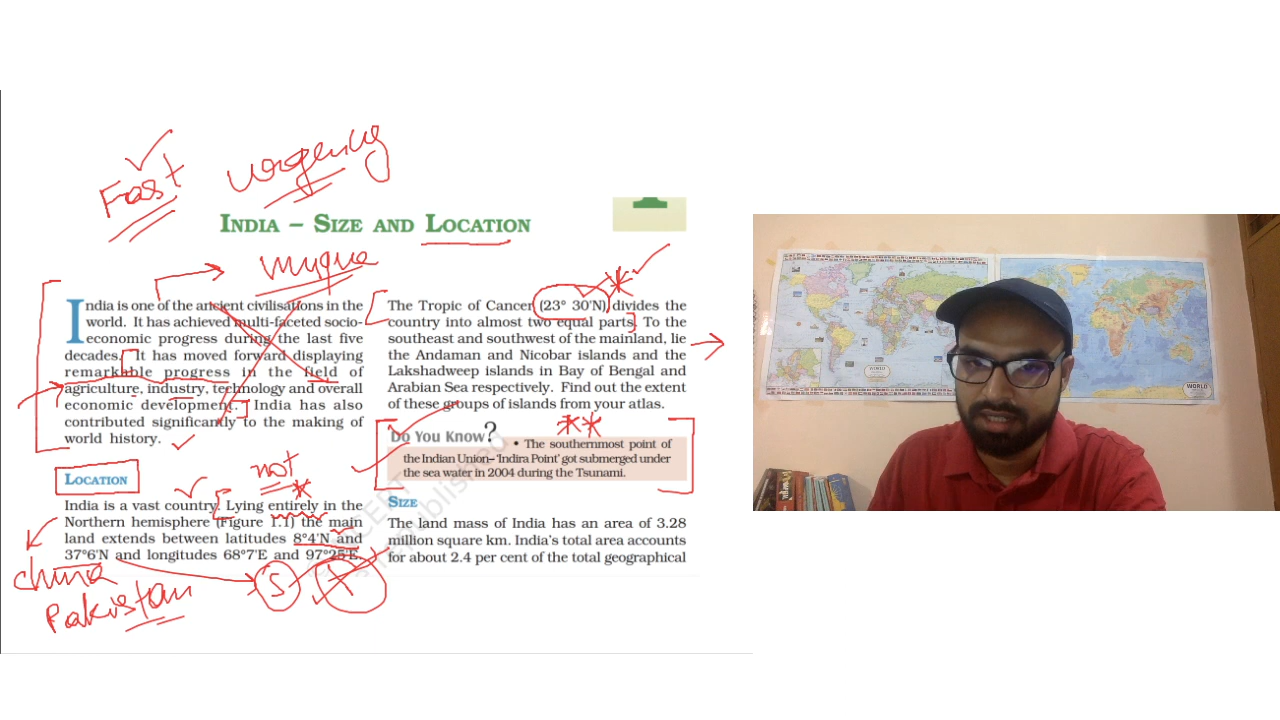 Fast
urgency
INDIA – SIZE AND LOCATION
India is one of the ancient civilisations in the
world. It has achieved multi-faceted socio-
economic progress during the last five
decades. It has moved forward displaying
remarkable progress in the field of
agriculture, industry, technology and overall
economic development. India has also
contributed significantly to the making of
world history.
LOCATION
not
India is a vast country. Lying entirely in the
Northern hemisphere (Figure 1.1) the main
land extends between latitudes 8°4'N and
37°6'N and longitudes 68°7'E and 97°25'E.
China
Pakistan
S
The Tropic of Cancer (23° 30'N) divides the
country into almost two equal parts. To the
southeast and southwest of the mainland, lie
the Andaman and Nicobar islands and the
Lakshadweep islands in Bay of Bengal and
Arabian Sea respectively. Find out the extent
of these groups of islands from your atlas.
Do You Know?
• The southernmost point of
the Indian Union– 'Indira Point' got submerged under
the sea water in 2004 during the Tsunami.
SIZE
The land mass of India has an area of 3.28
million square km. India's total area accounts
for about 2.4 per cent of the total geographical
WORLD
WORLD